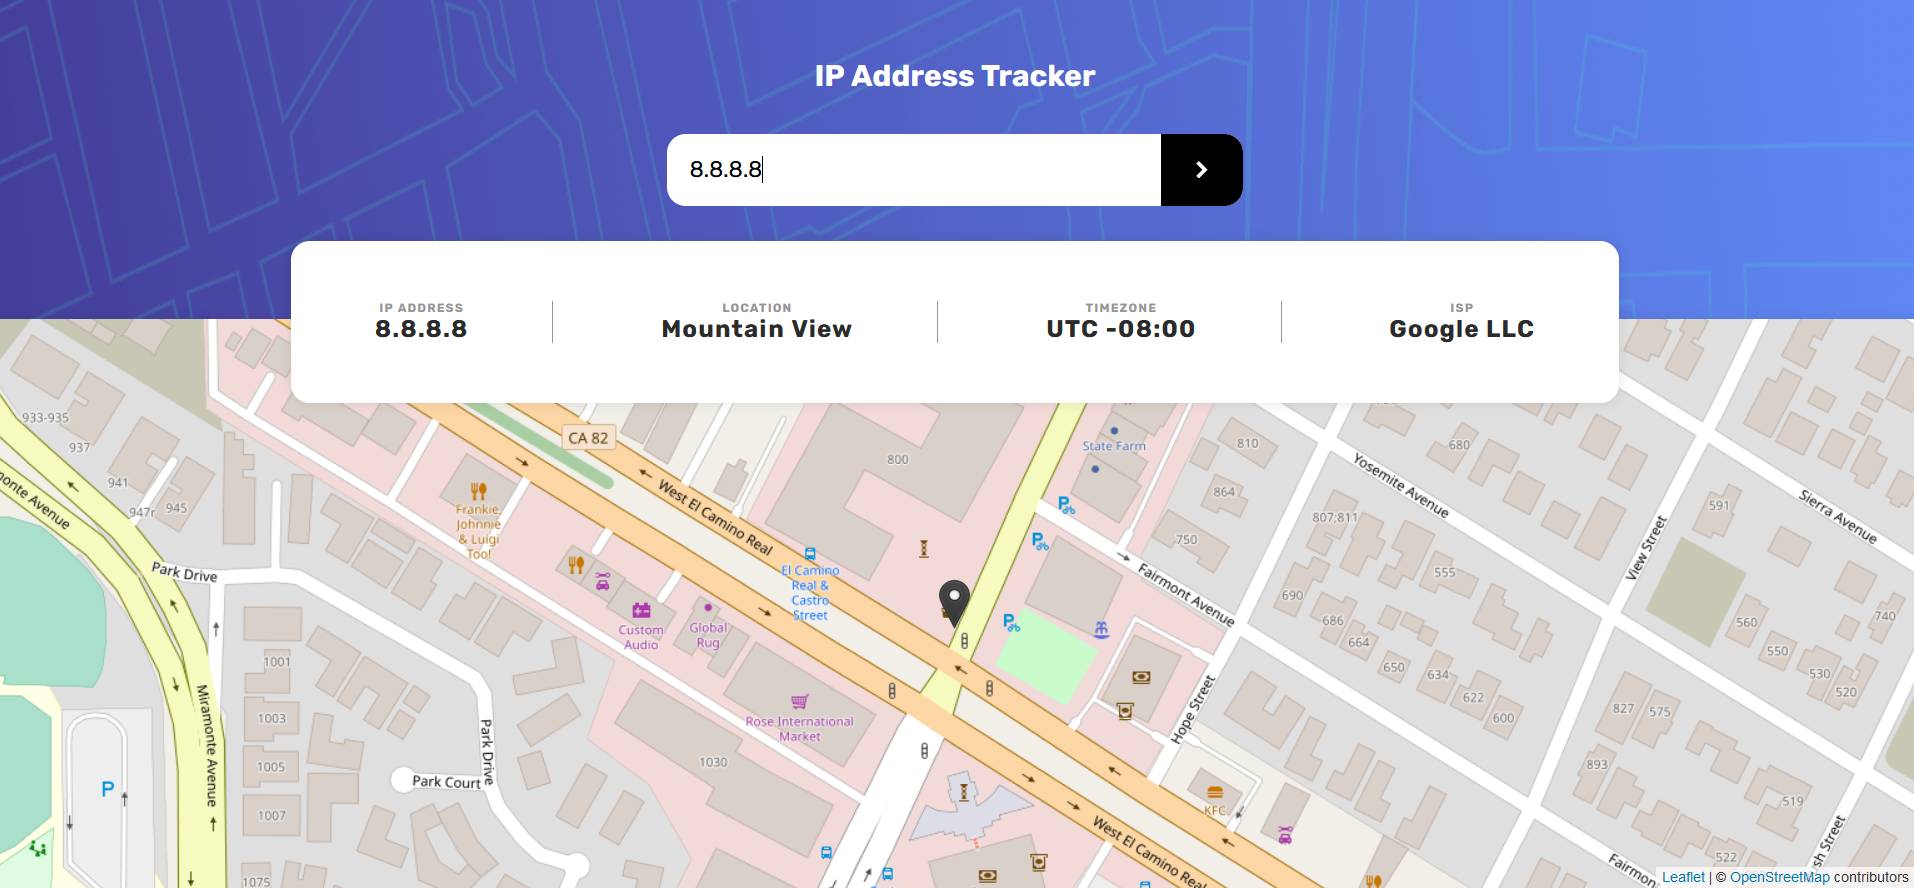 IP Address Tracker
8.8.8.8
IP ADDRESS
8.8.8.8
LOCATION
Mountain View
TIMEZONE
UTC -08:00
ISP
Google LLC
933-935
937
941
947r
945
CA 82
800
State Farm
810
680
864
Yosemite Avenue
Sierra Avenue
591
807;811
750
View Street
West El Camino Real
Frankie,
Johnnie
& Luigi
Too!
El Camino
Real &
Castro
Street
Park Drive
Fairmont Avenue
555
690
686
664
650
634
622
600
560
550
530
520
740
Custom
Audio
Global
Rug
1001
Miramonte Avenue
Hope Street
1003
Rose International
Market
827
575
Park Drive
1030
893
1005
Park Court
P
KFC
519
1007
West El Camino Real
522
1075
Leaflet | © OpenStreetMap contributors